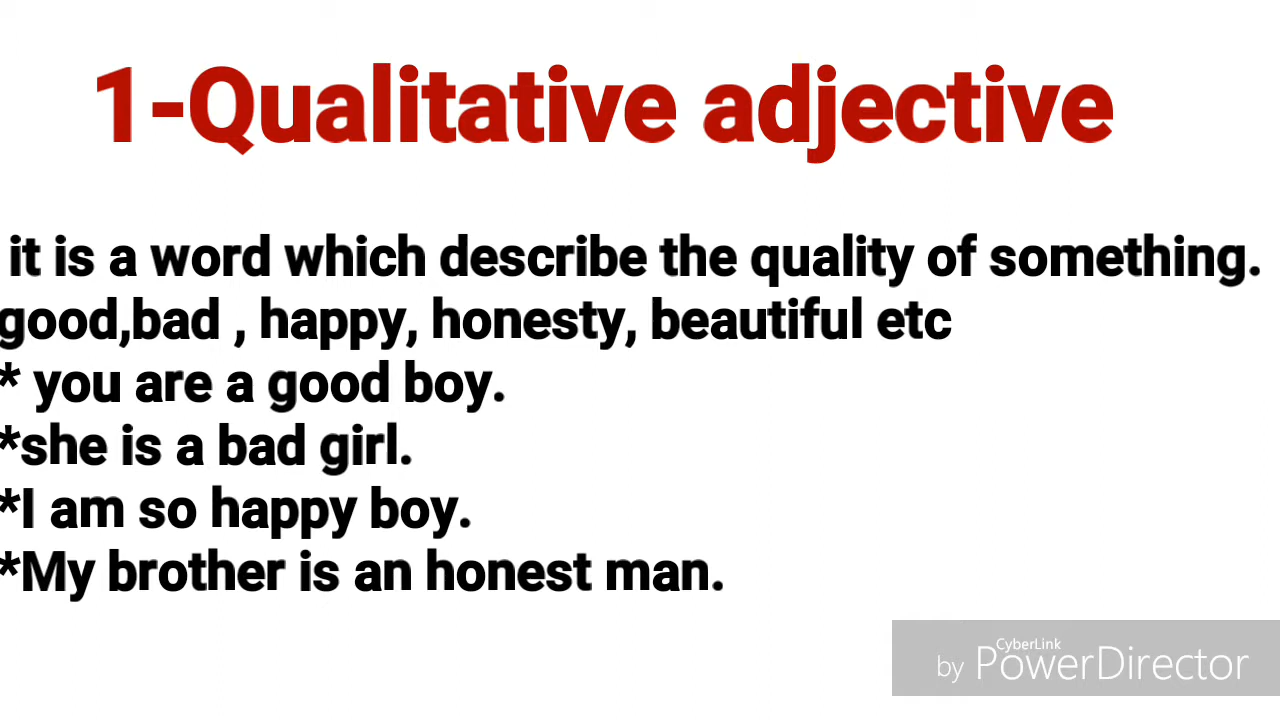 1-Qualitative adjective
it is a word which describe the quality of something.
good,bad , happy, honesty, beautiful etc
* you are a good boy.
*she is a bad girl.
*I am so happy boy.
*My brother is an honest man.
CyberLink
by PowerDirector